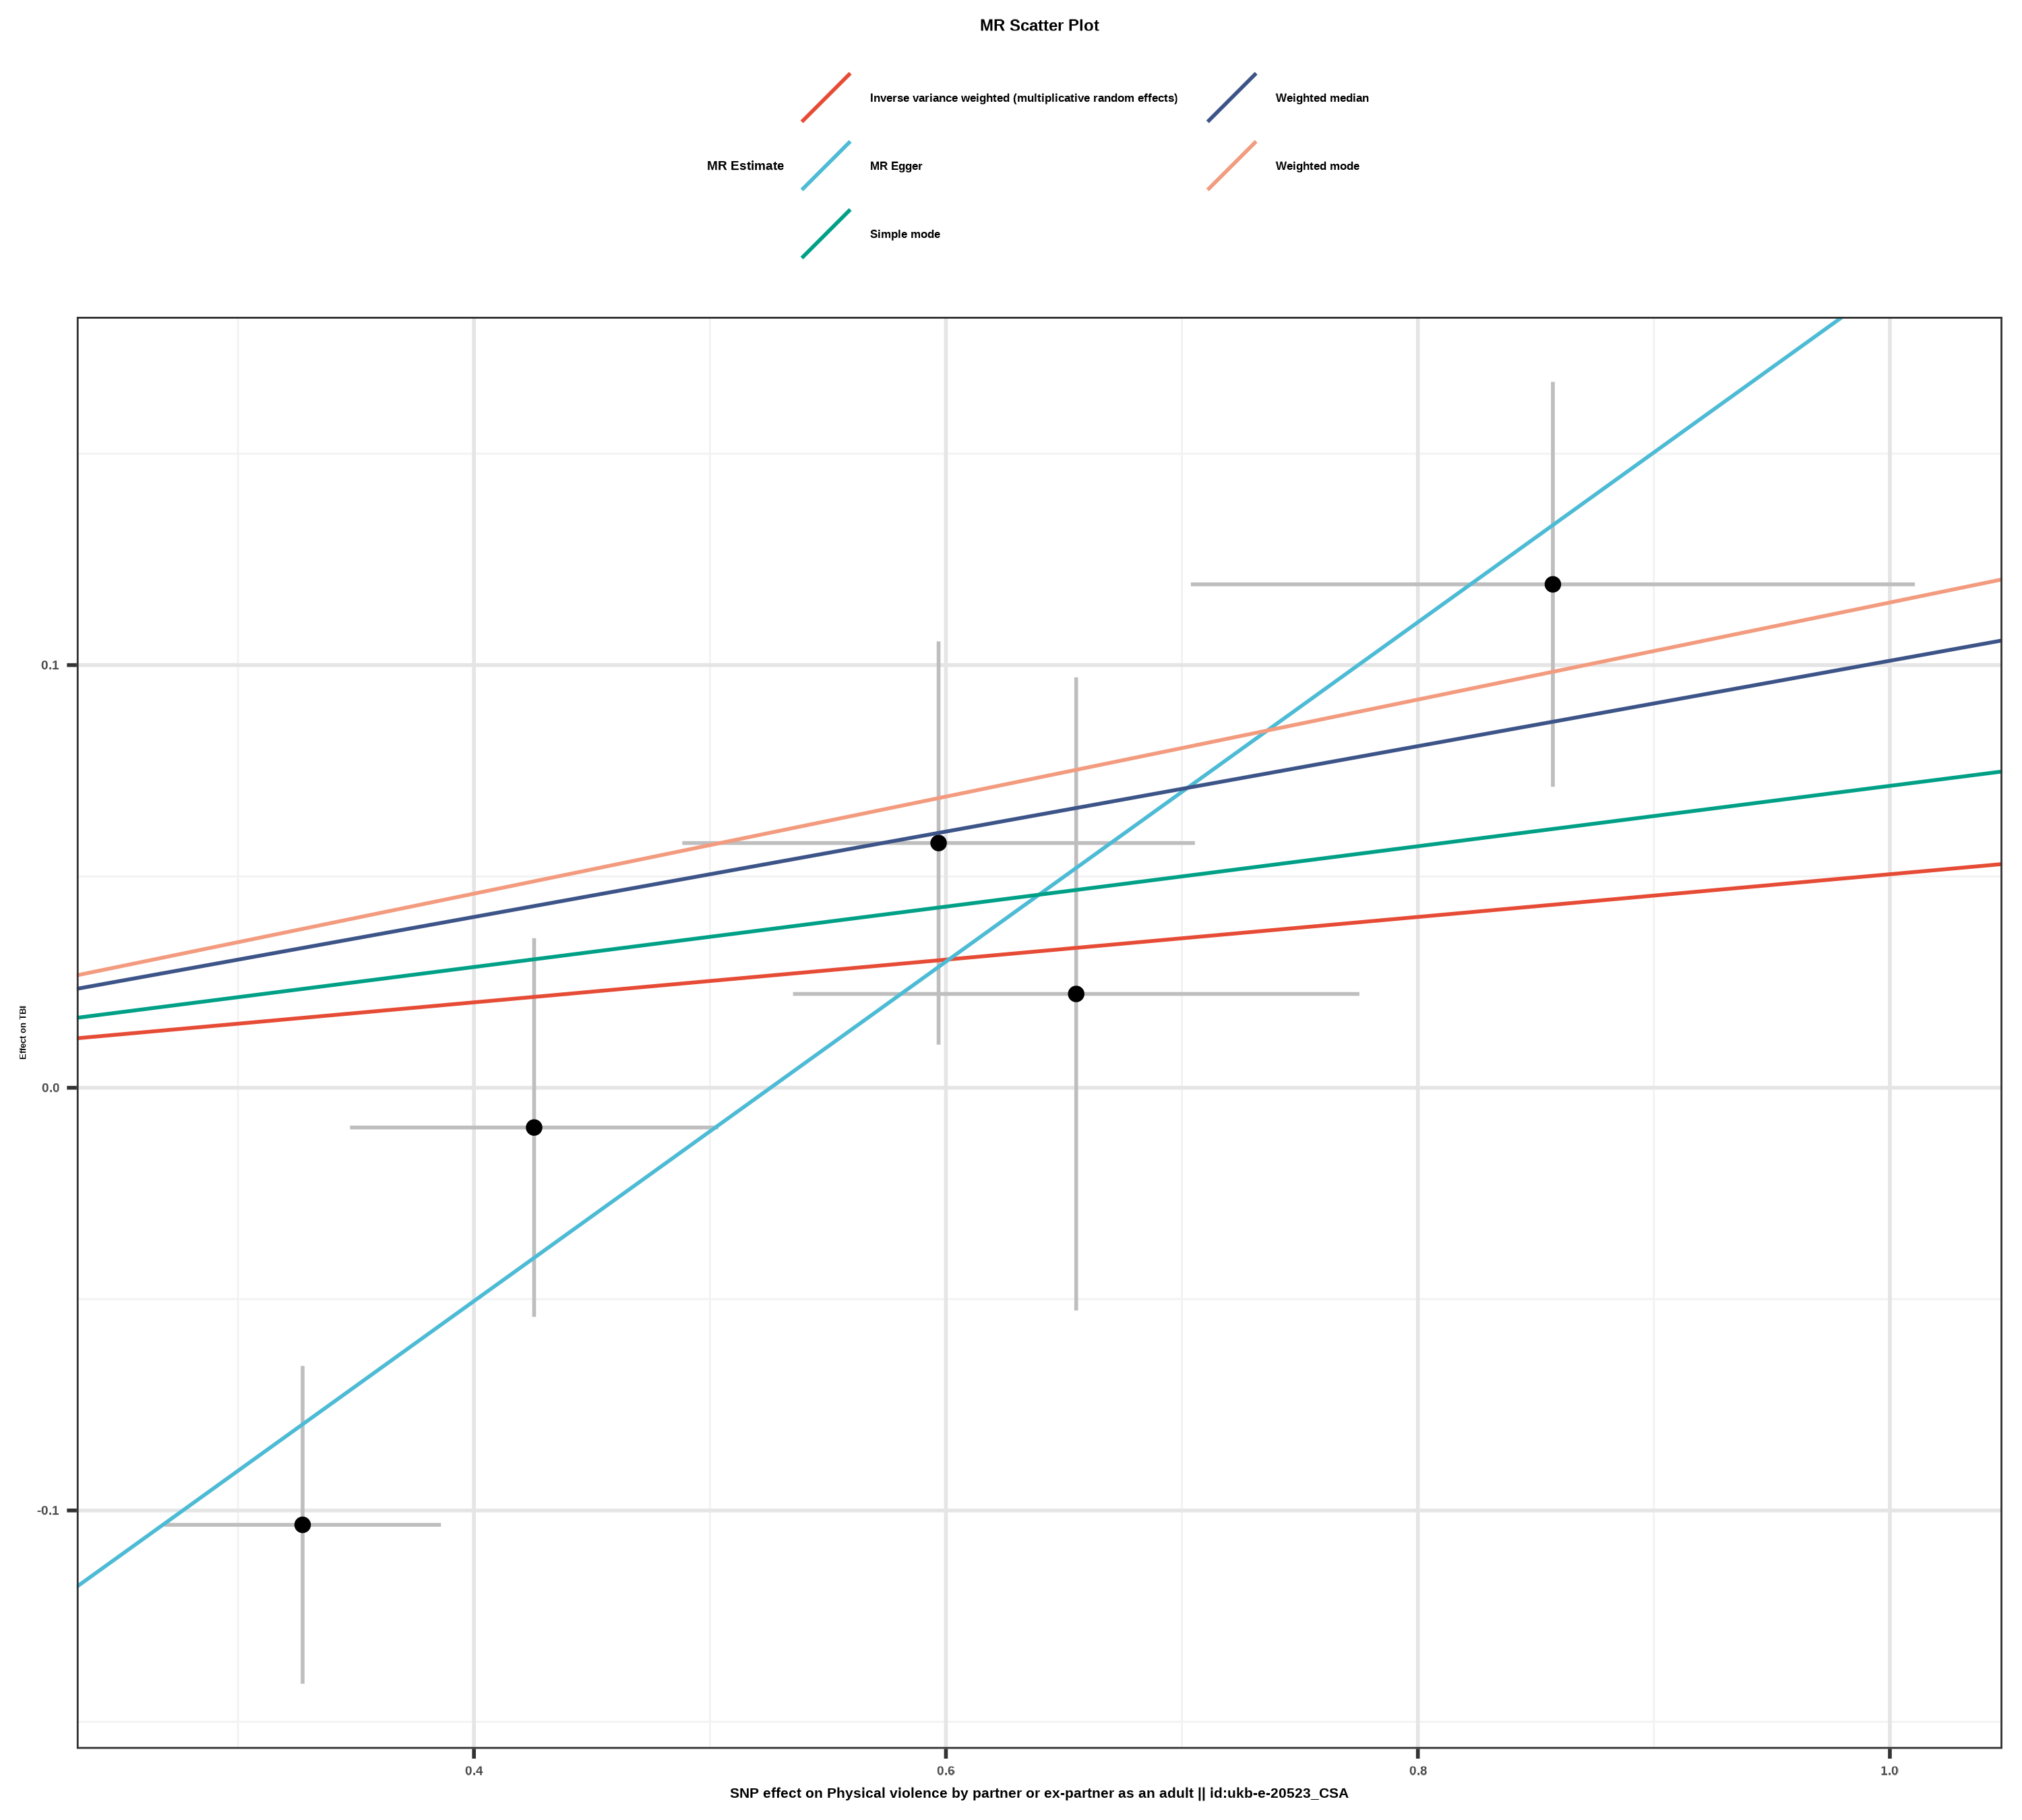 MR Scatter Plot
Inverse variance weighted (multiplicative random effects)
Weighted median
MR Estimate
MR Egger
Weighted mode
Simple mode
0.1
0.0
-0.1
Effect on TBI
0.4
0.6
0.8
1.0
SNP effect on Physical violence by partner or ex-partner as an adult || id:ukb-e-20523_CSA